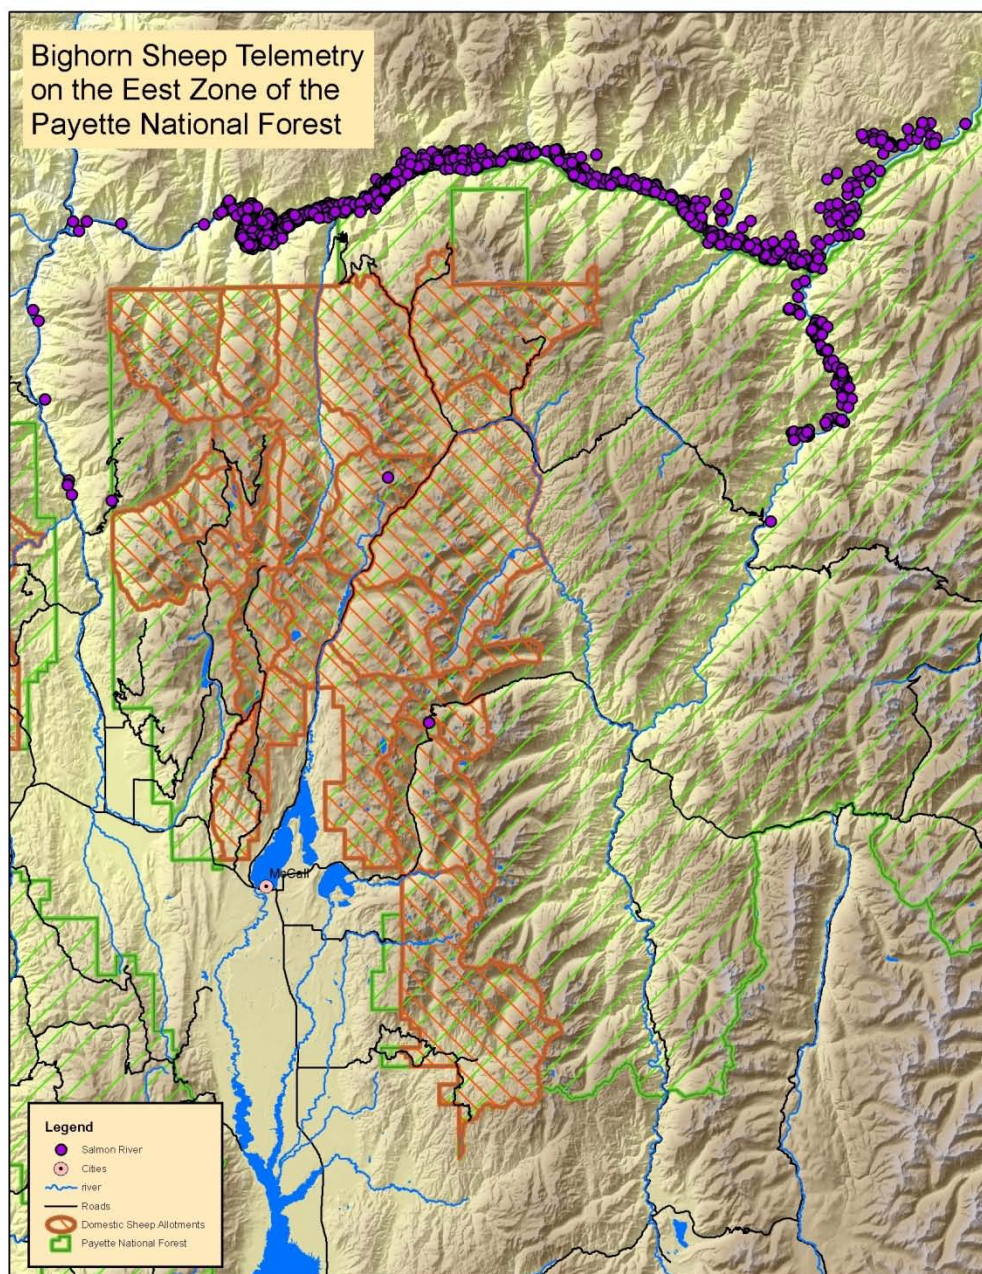 Bighorn Sheep Telemetry
on the Eest Zone of the
Payette National Forest
McCall
Legend
Salmon River
Cities
river
Roads
Domestic Sheep Allotments
Payette National Forest